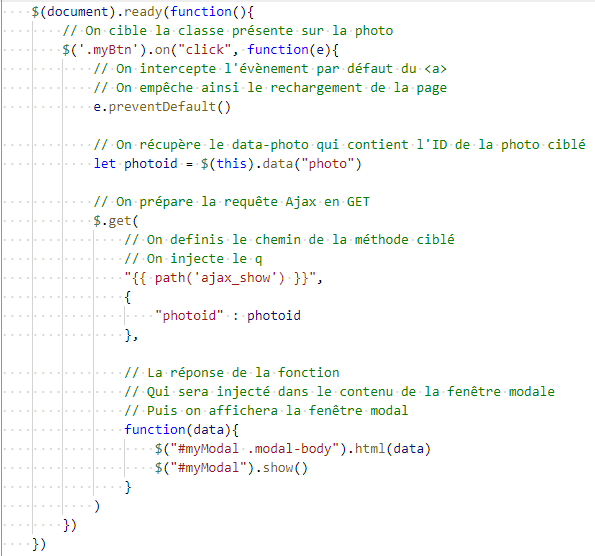 $(document).ready(function(){
// On cible la classe présente sur la photo
$('.myBtn').on("click", function(e){
// On intercepte l'évènement par défaut du <a>
// On empêche ainsi le rechargement de la page
e.preventDefault()
// On récupère le data-photo qui contient l'ID de la photo ciblé
let photoid = $(this).data("photo")
// On prépare la requête Ajax en GET
$.get(
// On definis le chemin de la méthode ciblé
// On injecte le q
"{{ path('ajax_show') }}",
{
"photoid" : photoid
},
// La réponse de la fonction
// Qui sera injecté dans le contenu de la fenêtre modale
// Puis on affichera la fenêtre modal
function(data){
$("#myModal .modal-body").html(data)
$("#myModal").show()
}
)
})
})